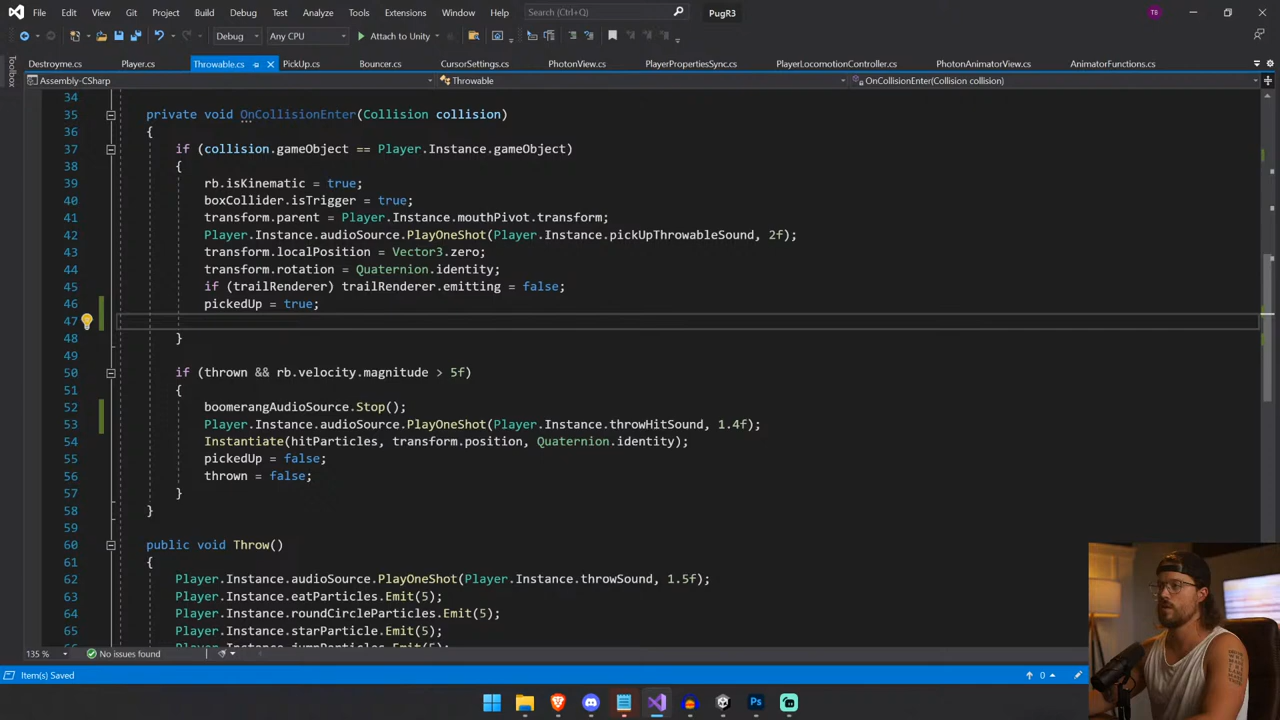 File Edit View Git Project Build Debug Test Analyze Tools Extensions Window Help Search (Ctrl+Q) PugR3 TB
Debug Any CPU Attach to Unity
Destroyme.cs Player.cs Throwable.cs PickUp.cs Bouncer.cs CursorSettings.cs PhotonView.cs PlayerPropertiesSync.cs PlayerLocomotionController.cs PhotonAnimatorView.cs AnimatorFunctions.cs
Toolbox
Assembly-CSharp Throwable OnCollisionEnter(Collision collision)
34
35 private void OnCollisionEnter(Collision collision)
36 {
37 if (collision.gameObject == Player.Instance.gameObject)
38 {
39 rb.isKinematic = true;
40 boxCollider.isTrigger = true;
41 transform.parent = Player.Instance.mouthPivot.transform;
42 Player.Instance.audioSource.PlayOneShot(Player.Instance.pickUpThrowableSound, 2f);
43 transform.localPosition = Vector3.zero;
44 transform.rotation = Quaternion.identity;
45 if (trailRenderer) trailRenderer.emitting = false;
46 pickedUp = true;
47
48 }
49
50 if (thrown && rb.velocity.magnitude > 5f)
51 {
52 boomerangAudioSource.Stop();
53 Player.Instance.audioSource.PlayOneShot(Player.Instance.throwHitSound, 1.4f);
54 Instantiate(hitParticles, transform.position, Quaternion.identity);
55 pickedUp = false;
56 thrown = false;
57 }
58 }
59
60 public void Throw()
61 {
62 Player.Instance.audioSource.PlayOneShot(Player.Instance.throwSound, 1.5f);
63 Player.Instance.eatParticles.Emit(5);
64 Player.Instance.roundCircleParticles.Emit(5);
65 Player.Instance.starParticle.Emit(5);
135 % No issues found
Item(s) Saved 0
Ps